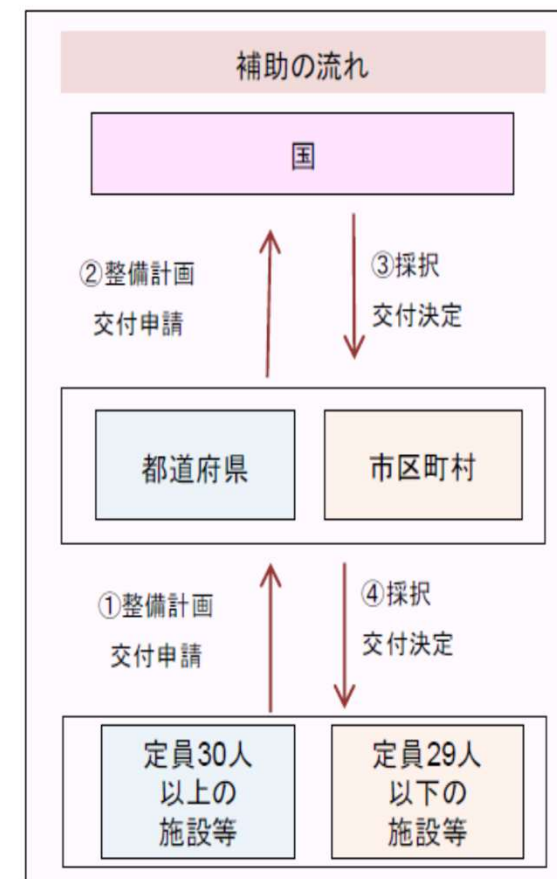 補助の流れ
国
②整備計画
交付申請
③採択
交付決定
都道府県
市区町村
①整備計画
交付申請
④採択
交付決定
定員30人
以上の
施設等
定員29人
以下の
施設等